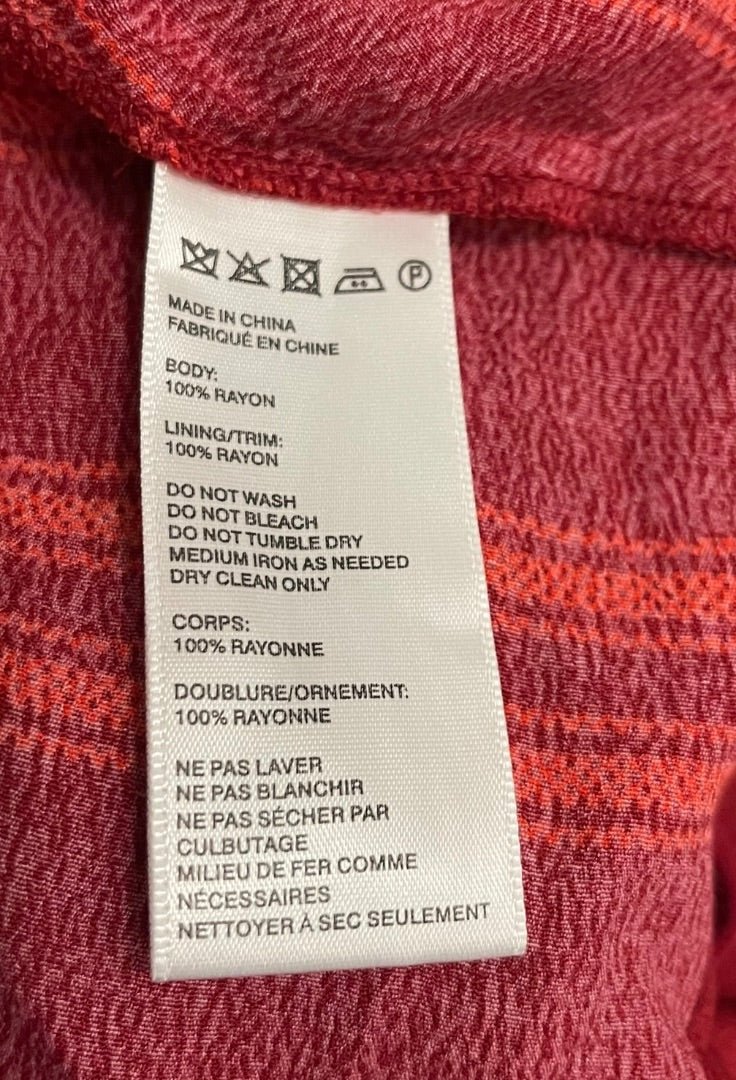 P
MADE IN CHINA
FABRIQUÉ EN CHINE
BODY:
100% RAYON
LINING/TRIM:
100% RAYON
DO NOT WASH
DO NOT BLEACH
DO NOT TUMBLE DRY
MEDIUM IRON AS NEEDED
DRY CLEAN ONLY
CORPS:
100% RAYONNE
DOUBLURE/ORNEMENT:
100% RAYONNE
NE PAS LAVER
NE PAS BLANCHIR
NE PAS SÉCHER PAR
CULBUTAGE
MILIEU DE FER COMME
NÉCESSAIRES
NETTOYER À SEC SEULEMENT